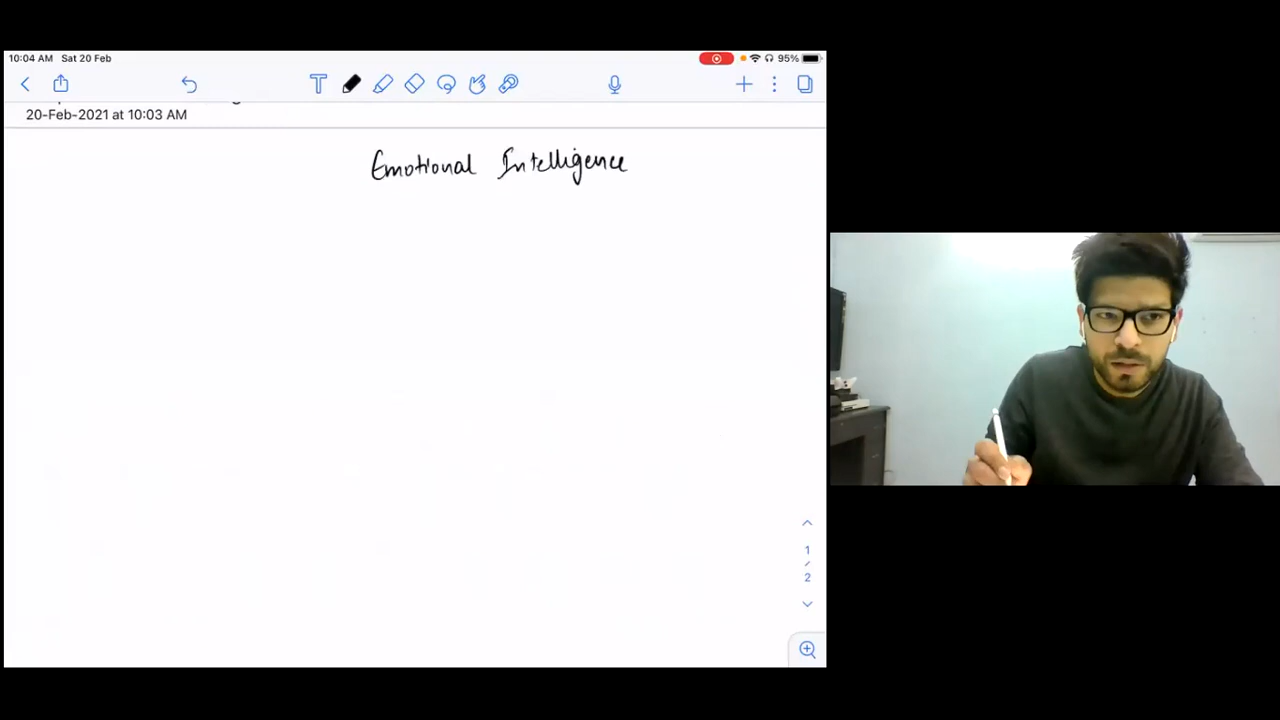 10:04 AM Sat 20 Feb
95%
T
20-Feb-2021 at 10:03 AM
Emotional Intelligence
1
/
2